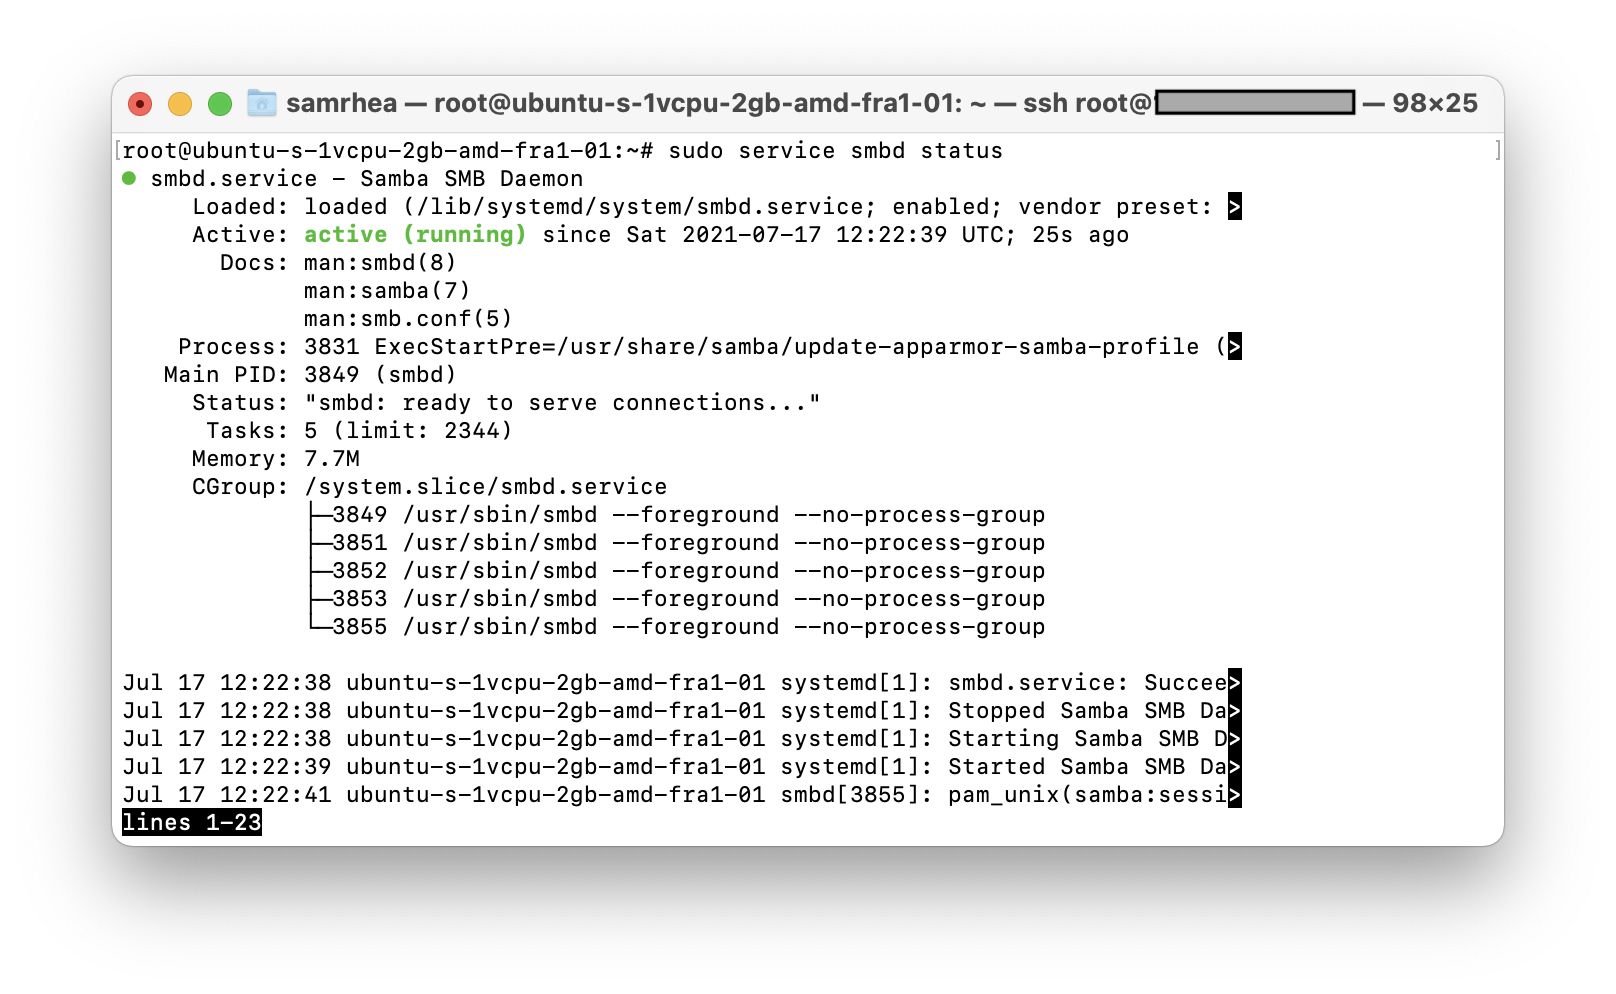 samrhea — root@ubuntu-s-1vcpu-2gb-amd-fra1-01: ~ — ssh root@ — 98×25
[root@ubuntu-s-1vcpu-2gb-amd-fra1-01:~# sudo service smbd status ]
● smbd.service - Samba SMB Daemon
     Loaded: loaded (/lib/systemd/system/smbd.service; enabled; vendor preset: >
     Active: active (running) since Sat 2021-07-17 12:22:39 UTC; 25s ago
       Docs: man:smbd(8)
             man:samba(7)
             man:smb.conf(5)
    Process: 3831 ExecStartPre=/usr/share/samba/update-apparmor-samba-profile (>
   Main PID: 3849 (smbd)
     Status: "smbd: ready to serve connections..."
      Tasks: 5 (limit: 2344)
     Memory: 7.7M
     CGroup: /system.slice/smbd.service
             ├─3849 /usr/sbin/smbd --foreground --no-process-group
             ├─3851 /usr/sbin/smbd --foreground --no-process-group
             ├─3852 /usr/sbin/smbd --foreground --no-process-group
             ├─3853 /usr/sbin/smbd --foreground --no-process-group
             └─3855 /usr/sbin/smbd --foreground --no-process-group
Jul 17 12:22:38 ubuntu-s-1vcpu-2gb-amd-fra1-01 systemd[1]: smbd.service: Succee>
Jul 17 12:22:38 ubuntu-s-1vcpu-2gb-amd-fra1-01 systemd[1]: Stopped Samba SMB Da>
Jul 17 12:22:38 ubuntu-s-1vcpu-2gb-amd-fra1-01 systemd[1]: Starting Samba SMB D>
Jul 17 12:22:39 ubuntu-s-1vcpu-2gb-amd-fra1-01 systemd[1]: Started Samba SMB Da>
Jul 17 12:22:41 ubuntu-s-1vcpu-2gb-amd-fra1-01 smbd[3855]: pam_unix(samba:sessi>
lines 1-23